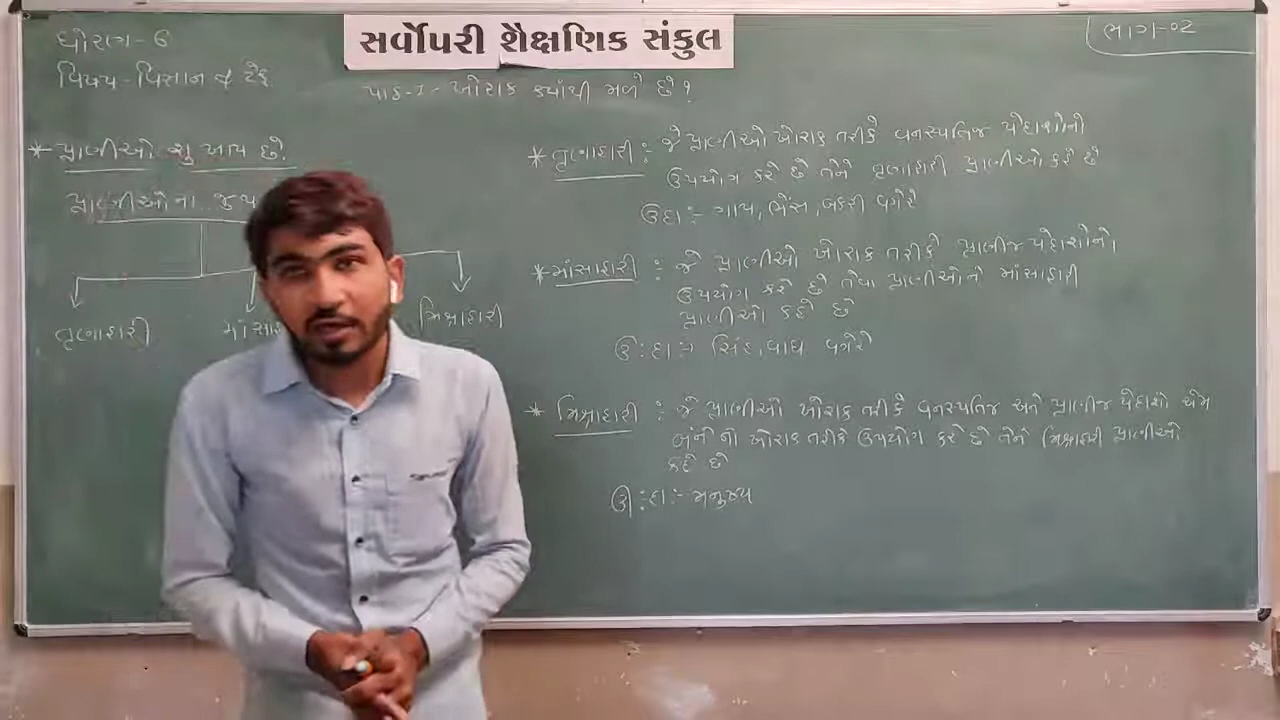 સર્વોપરી શૈક્ષણિક સંકુલ
ધોરણ-6
ભાગ-02
વિષય-વિજ્ઞાન & ટેક
પાઠ-1- ખોરાક ક્યાંથી મળે છે?
* પ્રાણીઓ શુ ખાય છે.
પ્રાણીઓના જુથ
તૃણાહારી
માંસા
મિશ્રાહારી
* તૃણાહારી :- જે પ્રાણીઓ ખોરાક તરીકે વનસ્પતિજ પેદાશોનો
ઉપયોગ કરે છે તેને તૃણાહારી પ્રાણીઓ કહે છે
ઉદા:- ગાય, ભેંસ, બકરી વગેરે
* માંસાહારી : જે પ્રાણીઓ ખોરાક તરીકે પ્રાણીજ પેદાશોનો
ઉપયોગ કરે છે તેવા પ્રાણીઓને માંસાહારી
પ્રાણીઓ કહે છે
ઉ:દા :- સિંહ, વાઘ વગેરે
* મિશ્રાહારી : જે પ્રાણીઓ ખોરાક તરીકે વનસ્પતિજ અને પ્રાણીજ પેદાશો એમ
બંને નો ખોરાક તરીકે ઉપયોગ કરે છે તેને મિશ્રાહારી પ્રાણીઓ
કહે છે
ઉ:દા:- મનુષ્ય